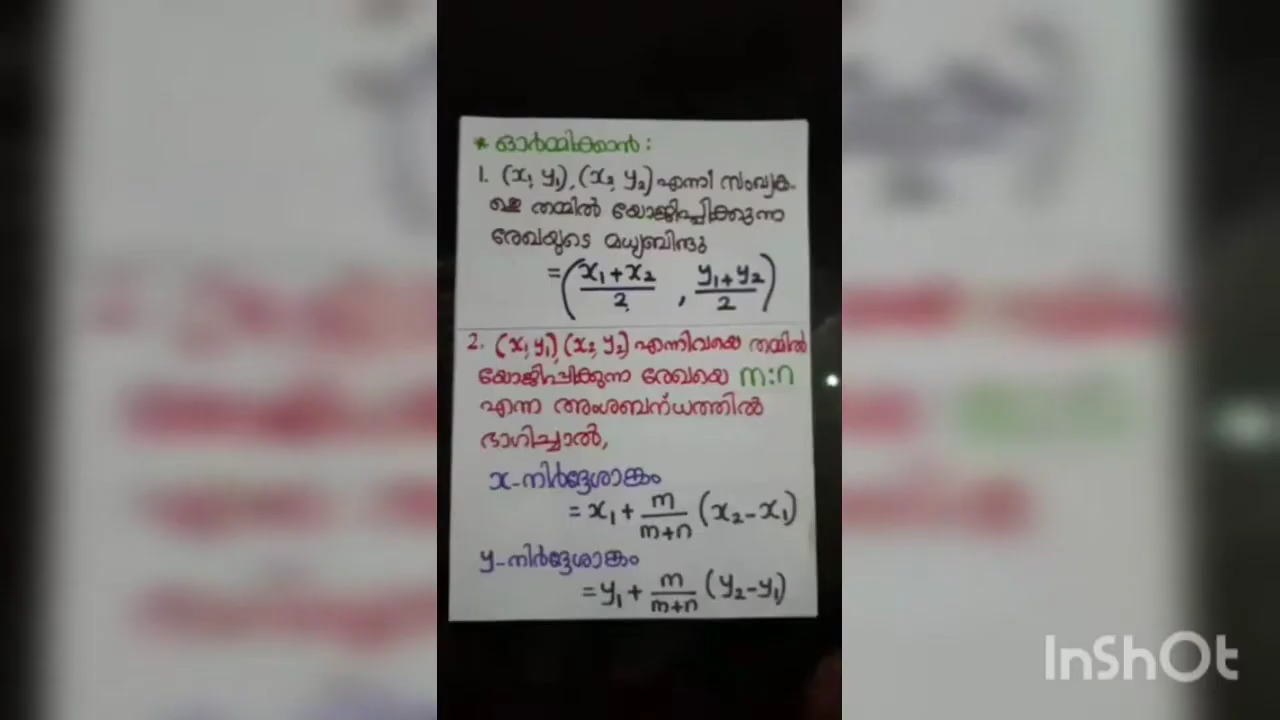 * ഓർമ്മിക്കാൻ :
1. (x₁, y₁), (x₂, y₂) എന്നീ സംഖ്യക-
ളെ തമ്മിൽ യോജിപ്പിക്കുന്ന
രേഖയുടെ മധ്യബിന്ദു
= ( (x₁+x₂)/2 , (y₁+y₂)/2 )
2. (x₁, y₁), (x₂, y₂) എന്നിവയെ തമ്മിൽ
യോജിപ്പിക്കുന്ന രേഖയെ m:n
എന്ന അംശബന്ധത്തിൽ
ഭാഗിച്ചാൽ,
x-നിർദ്ദേശാങ്കം
= x₁ + m/(m+n) (x₂-x₁)
y-നിർദ്ദേശാങ്കം
= y₁ + m/(m+n) (y₂-y₁)
InShOt